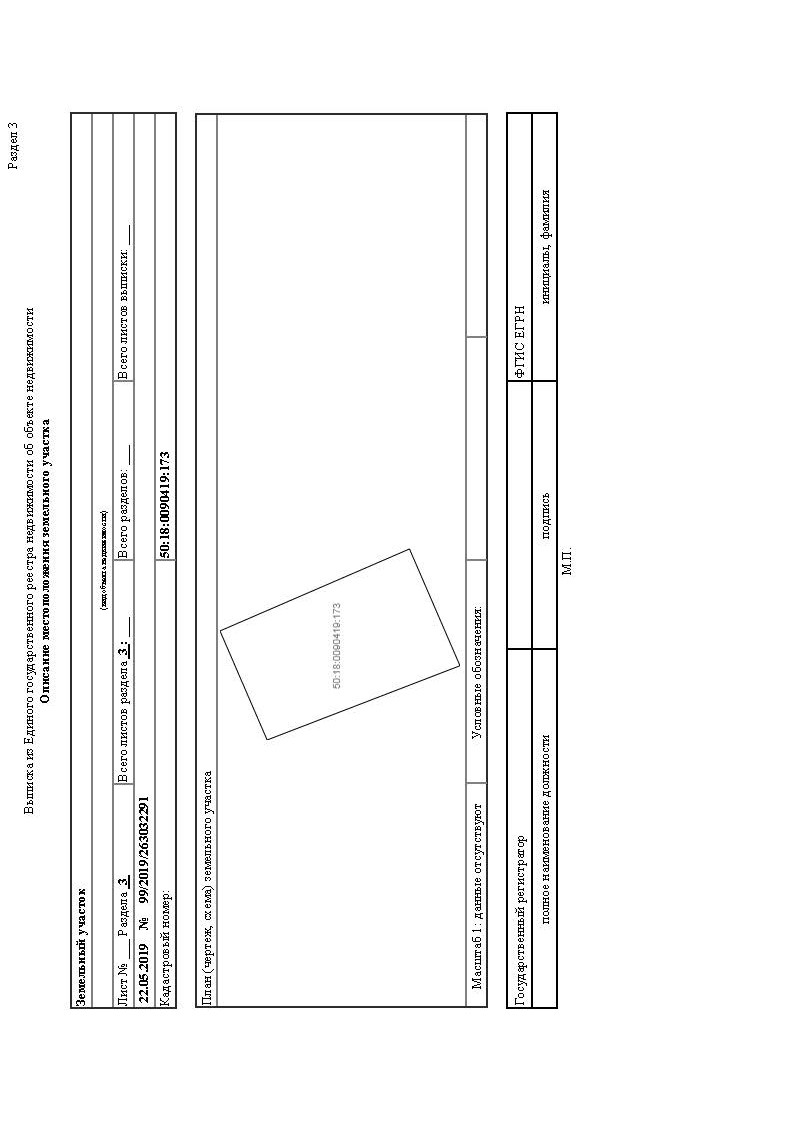 Раздел 3
Выписка из Единого государственного реестра недвижимости об объекте недвижимости
Описание местоположения земельного участка
Земельный участок
(вид объекта недвижимости)
Лист № ___ Раздела 3 Всего листов раздела 3 : ___ Всего разделов: ___ Всего листов выписки: ___
22.05.2019 № 99/2019/263032291
Кадастровый номер: 50:18:0090419:173
План (чертеж, схема) земельного участка
50:18:0090419:173
Масштаб 1: данные отсутствуют Условные обозначения:
Государственный регистратор ФГИС ЕГРН
полное наименование должности подпись инициалы, фамилия
М.П.